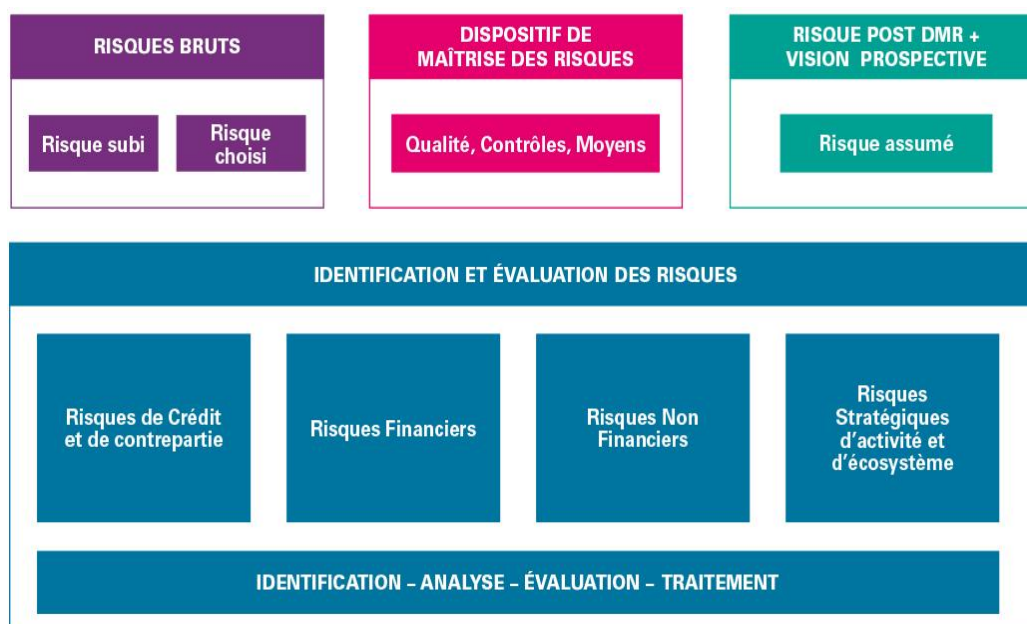 RISQUES BRUTS
Risque subi
Risque
choisi
DISPOSITIF DE
MAÎTRISE DES RISQUES
Qualité, Contrôles, Moyens
RISQUE POST DMR +
VISION PROSPECTIVE
Risque assumé
IDENTIFICATION ET ÉVALUATION DES RISQUES
Risques de Crédit
et de contrepartie
Risques Financiers
Risques Non
Financiers
Risques
Stratégiques
d’activité et
d’écosystème
IDENTIFICATION – ANALYSE – ÉVALUATION – TRAITEMENT